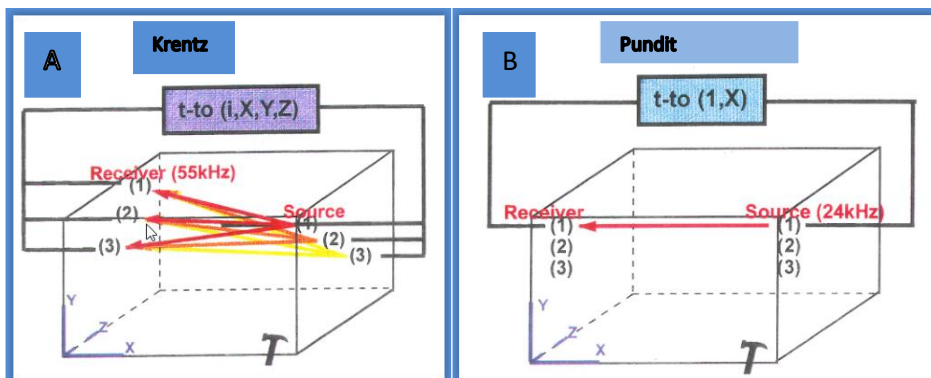 A
Krentz
t-to (i,X,Y,Z)
Receiver (55kHz)
(1)
Source
(2)
(1)
(3)
(2)
(3)
Y
Z
X
B
Pundit
t-to (1,X)
Receiver
Source (24kHz)
(1)
(1)
(2)
(2)
(3)
(3)
Y
Z
X